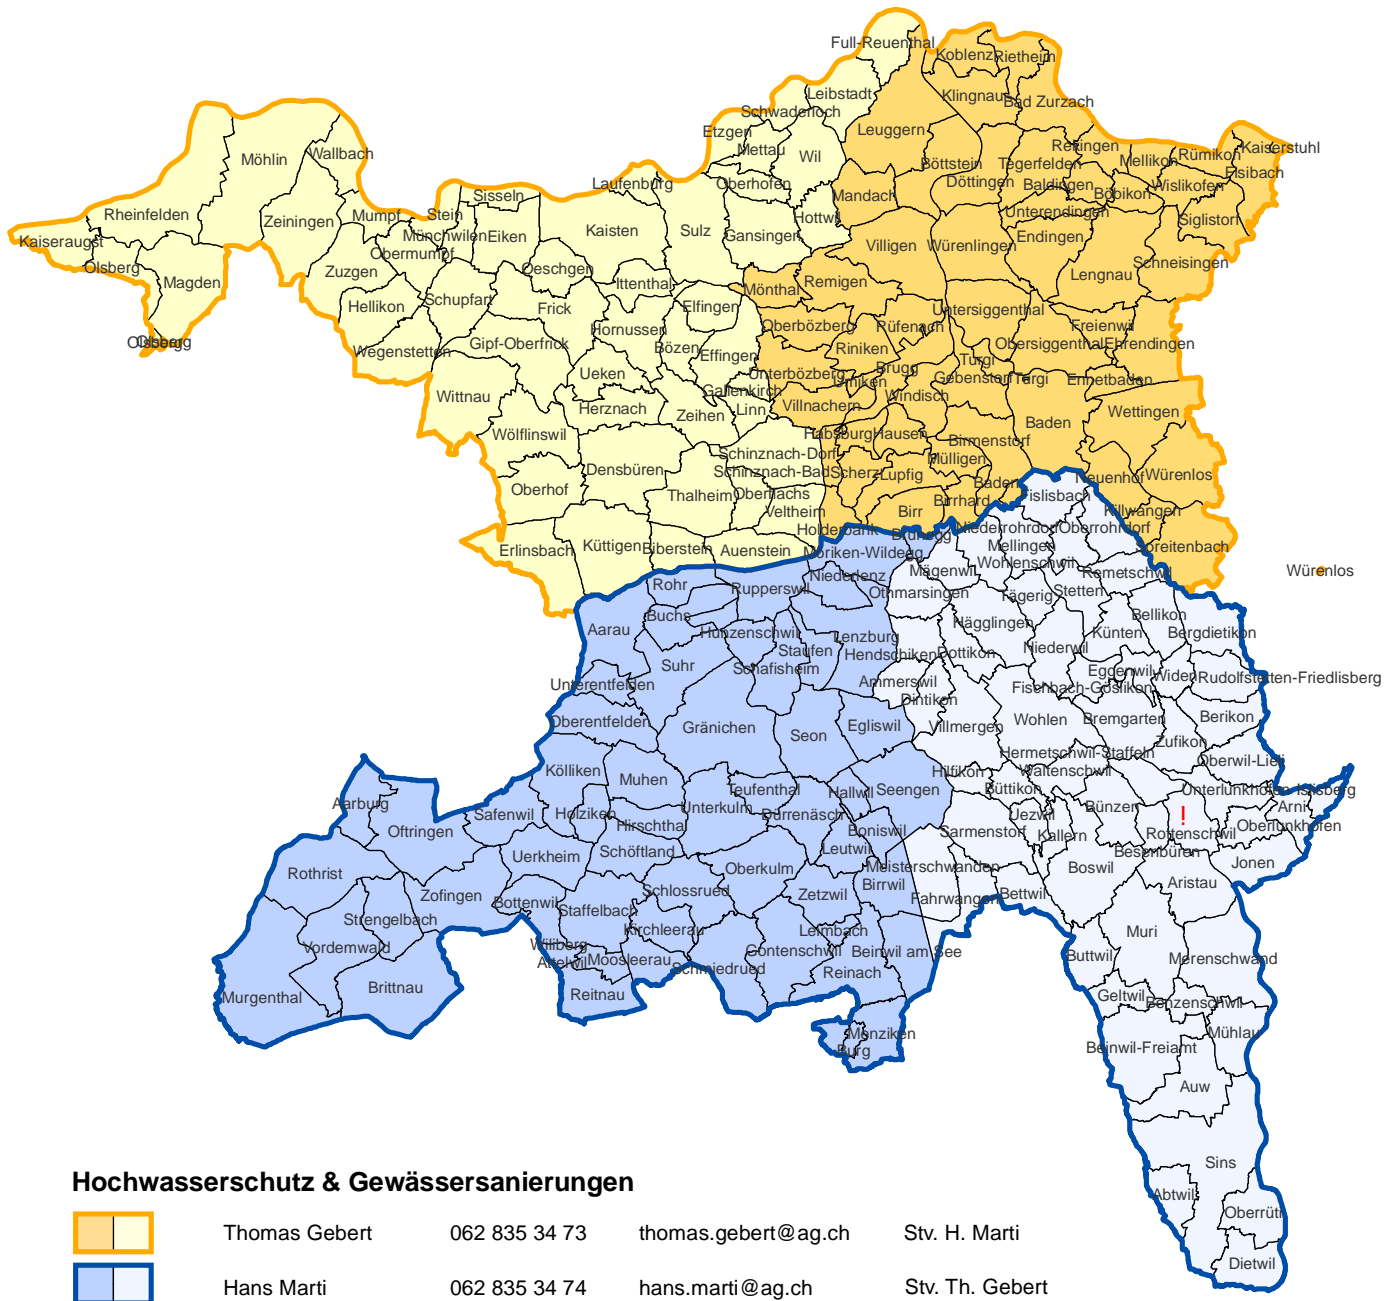 Full-Reuenthal
Koblenz
Rietheim
Leibstadt
Klingnau
Bad Zurzach
Schwaderloch
Etzgen
Mettau
Wil
Leuggern
Rekingen
Mellikon
Rümikon
Kaiserstuhl
Fisibach
Möhlin
Wallbach
Böttstein
Tegerfelden
Laufenburg
Oberhofen
Döttingen
Baldingen
Böbikon
Wislikofen
Mandach
Sisseln
Rheinfelden
Zeiningen
Mumpf
Stein
Hottwil
Unterendingen
Siglistorf
Kaiseraugst
Münchwilen
Eiken
Kaisten
Sulz
Gansingen
Villigen
Würenlingen
Endingen
Obermumpf
Olsberg
Magden
Zuzgen
Oeschgen
Ittenthal
Mönthal
Remigen
Lengnau
Schneisingen
Hellikon
Schupfart
Frick
Elfingen
Untersiggenthal
Hornussen
Oberbözberg
Rüfenach
Freienwil
Olsberg
Olsberg
Wegenstetten
Gipf-Oberfrick
Bözen
Effingen
Riniken
Obersiggenthal
Ehrendingen
Ueken
Unterbözberg
Brugg
Turgi
Umiken
Gebenstorf
Turgi
Ennetbaden
Wittnau
Gallenkirch
Herznach
Zeihen
Linn
Villnachern
Windisch
Wettingen
Wölflinswil
Habsburg
Hausen
Birmenstorf
Baden
Schinznach-Dorf
Mülligen
Densbüren
Schinznach-Bad
Scherz
Lupfig
Neuenhof
Würenlos
Oberhof
Thalheim
Oberflachs
Baden
Fislisbach
Veltheim
Birr
Birrhard
Killwangen
Holderbank
Brunegg
Niederrohrdorf
Oberrohrdorf
Erlinsbach
Küttigen
Biberstein
Auenstein
Möriken-Wildegg
Mellingen
Spreitenbach
Wohlenschwil
Mägenwil
Remetschwil
Würenlos
Rohr
Rupperswil
Niederlenz
Othmarsingen
Tägerig
Stetten
Buchs
Bellikon
Aarau
Hunzenschwil
Lenzburg
Hägglingen
Künten
Bergdietikon
Staufen
Hendschiken
Dottikon
Niederwil
Suhr
Schafisheim
Eggenwil
Widen
Rudolfstetten-Friedlisberg
Unterentfelden
Ammerswil
Fischbach-Göslikon
Dintikon
Oberentfelden
Gränichen
Seon
Egliswil
Villmergen
Wohlen
Bremgarten
Berikon
Zufikon
Hermetschwil-Staffeln
Oberwil-Lieli
Kölliken
Muhen
Hilfikon
Waltenschwil
Teufenthal
Hallwil
Seengen
Büttikon
Unterlunkhofen
Islisberg
Aarburg
Safenwil
Holziken
Unterkulm
Dürrenäsch
Uezwil
Bünzen
Arni
Oftringen
Hirschthal
Boniswil
Sarmenstorf
Kallern
!
Rottenschwil
Oberlunkhofen
Uerkheim
Schöftland
Leutwil
Besenbüren
Rothrist
Oberkulm
Meisterschwanden
Boswil
Jonen
Zofingen
Schlossrued
Zetzwil
Birrwil
Fahrwangen
Bettwil
Aristau
Bottenwil
Staffelbach
Strengelbach
Kirchleerau
Leimbach
Muri
Vordemwald
Wiliberg
Gontenschwil
Beinwil am See
Buttwil
Merenschwand
Attelwil
Moosleerau
Schmiedrued
Reinach
Brittnau
Murgenthal
Reitnau
Geltwil
Benzenschwil
Menziken
Mühlau
Burg
Beinwil-Freiamt
Auw
Sins
Abtwil
Oberrüti
Dietwil
Hochwasserschutz & Gewässersanierungen
Thomas Gebert 062 835 34 73 thomas.gebert@ag.ch Stv. H. Marti
Hans Marti 062 835 34 74 hans.marti@ag.ch Stv. Th. Gebert